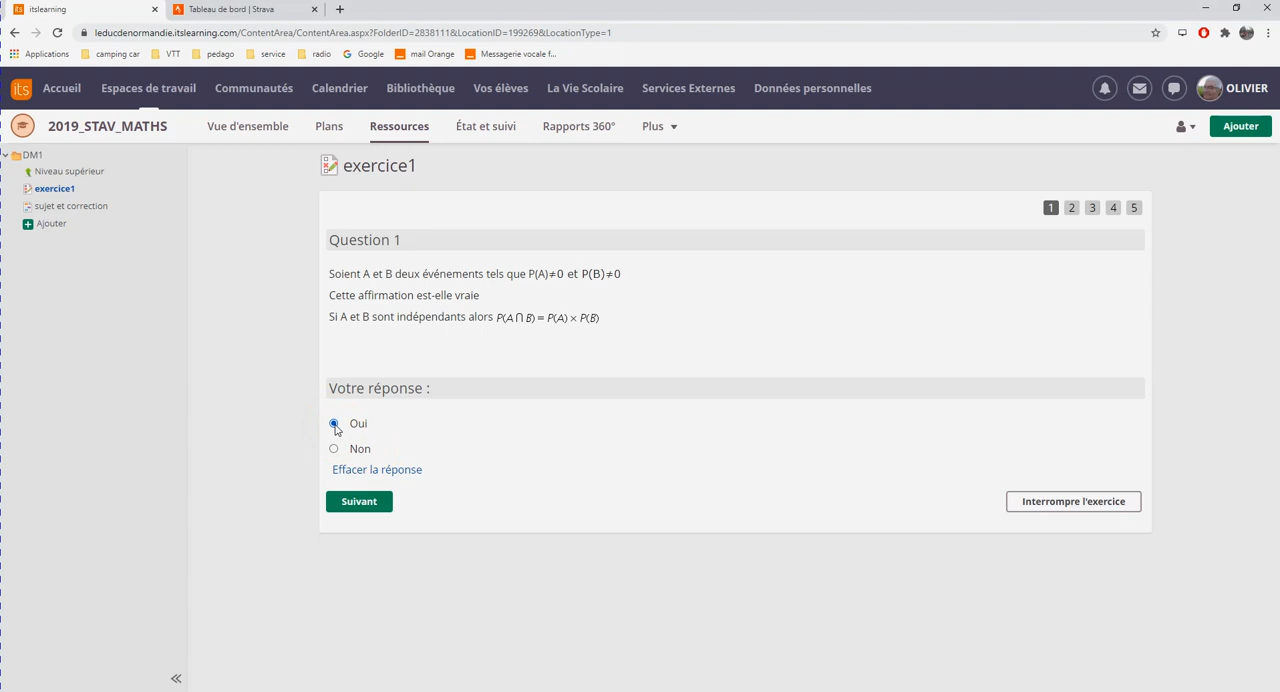 itslearning
Tableau de bord | Strava
leducdenormandie.itslearning.com/ContentArea/ContentArea.aspx?FolderID=2838111&LocationID=199269&LocationType=1
Applications camping car VTT pedago service radio Google mail Orange Messagerie vocale f...
its Accueil Espaces de travail Communautés Calendrier Bibliothèque Vos élèves La Vie Scolaire Services Externes Données personnelles OLIVIER
2019_STAV_MATHS Vue d'ensemble Plans Ressources État et suivi Rapports 360° Plus Ajouter
DM1
Niveau supérieur
exercice1
sujet et correction
Ajouter
exercice1
1 2 3 4 5
Question 1
Soient A et B deux événements tels que P(A)≠0 et P(B)≠0
Cette affirmation est-elle vraie
Si A et B sont indépendants alors P(A ∩ B) = P(A) × P(B)
Votre réponse :
Oui
Non
Effacer la réponse
Suivant
Interrompre l'exercice